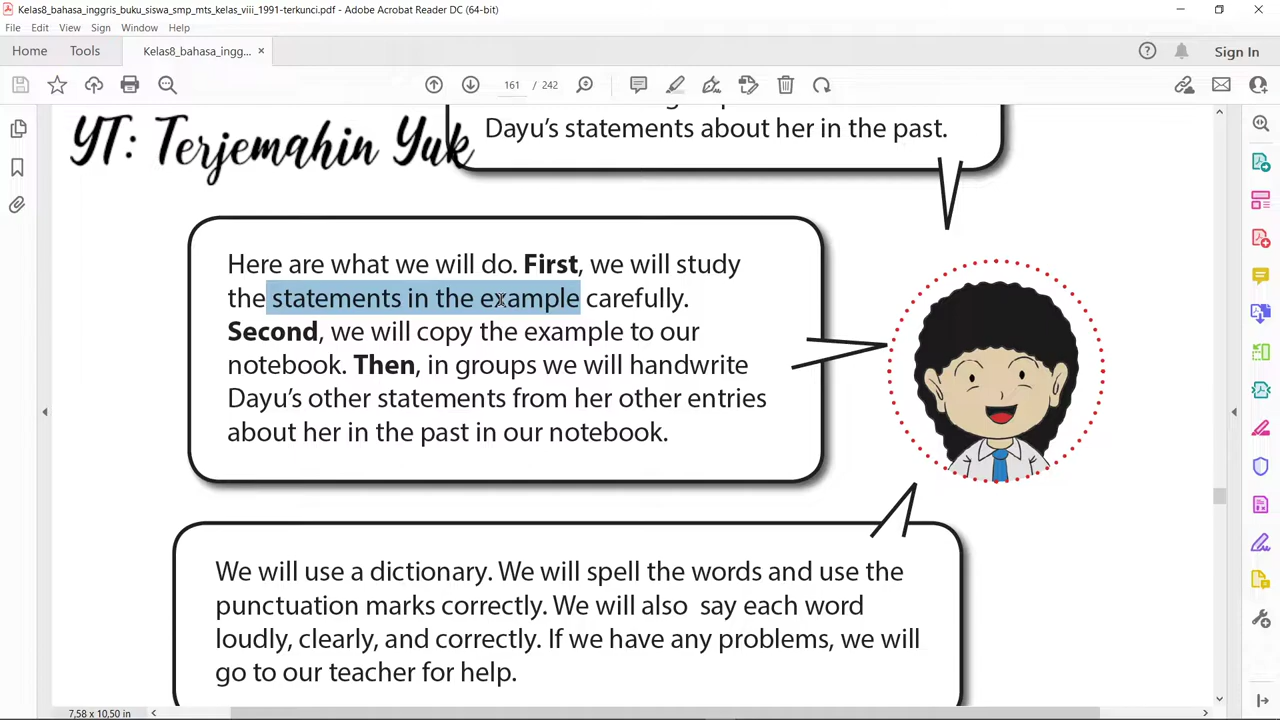 Kelas8_bahasa_inggris_buku_siswa_smp_mts_kelas_viii_1991-terkunci.pdf - Adobe Acrobat Reader DC (64-bit)
File Edit View Sign Window Help
Home Tools Kelas8_bahasa_ingg... × Sign In
161 / 242
YT: Terjemahin Yuk
Dayu's statements about her in the past.
Here are what we will do. First, we will study
the statements in the example carefully.
Second, we will copy the example to our
notebook. Then, in groups we will handwrite
Dayu's other statements from her other entries
about her in the past in our notebook.
We will use a dictionary. We will spell the words and use the
punctuation marks correctly. We will also say each word
loudly, clearly, and correctly. If we have any problems, we will
go to our teacher for help.
7,58 x 10,50 in